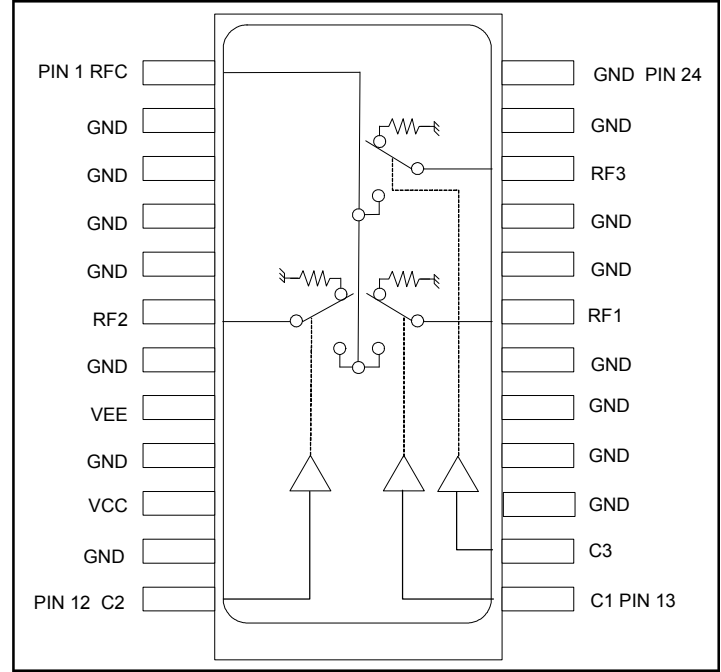 PIN 1 RFC
GND
GND
GND
GND
RF2
GND
VEE
GND
VCC
GND
PIN 12 C2
GND PIN 24
GND
RF3
GND
GND
RF1
GND
GND
GND
GND
C3
C1 PIN 13